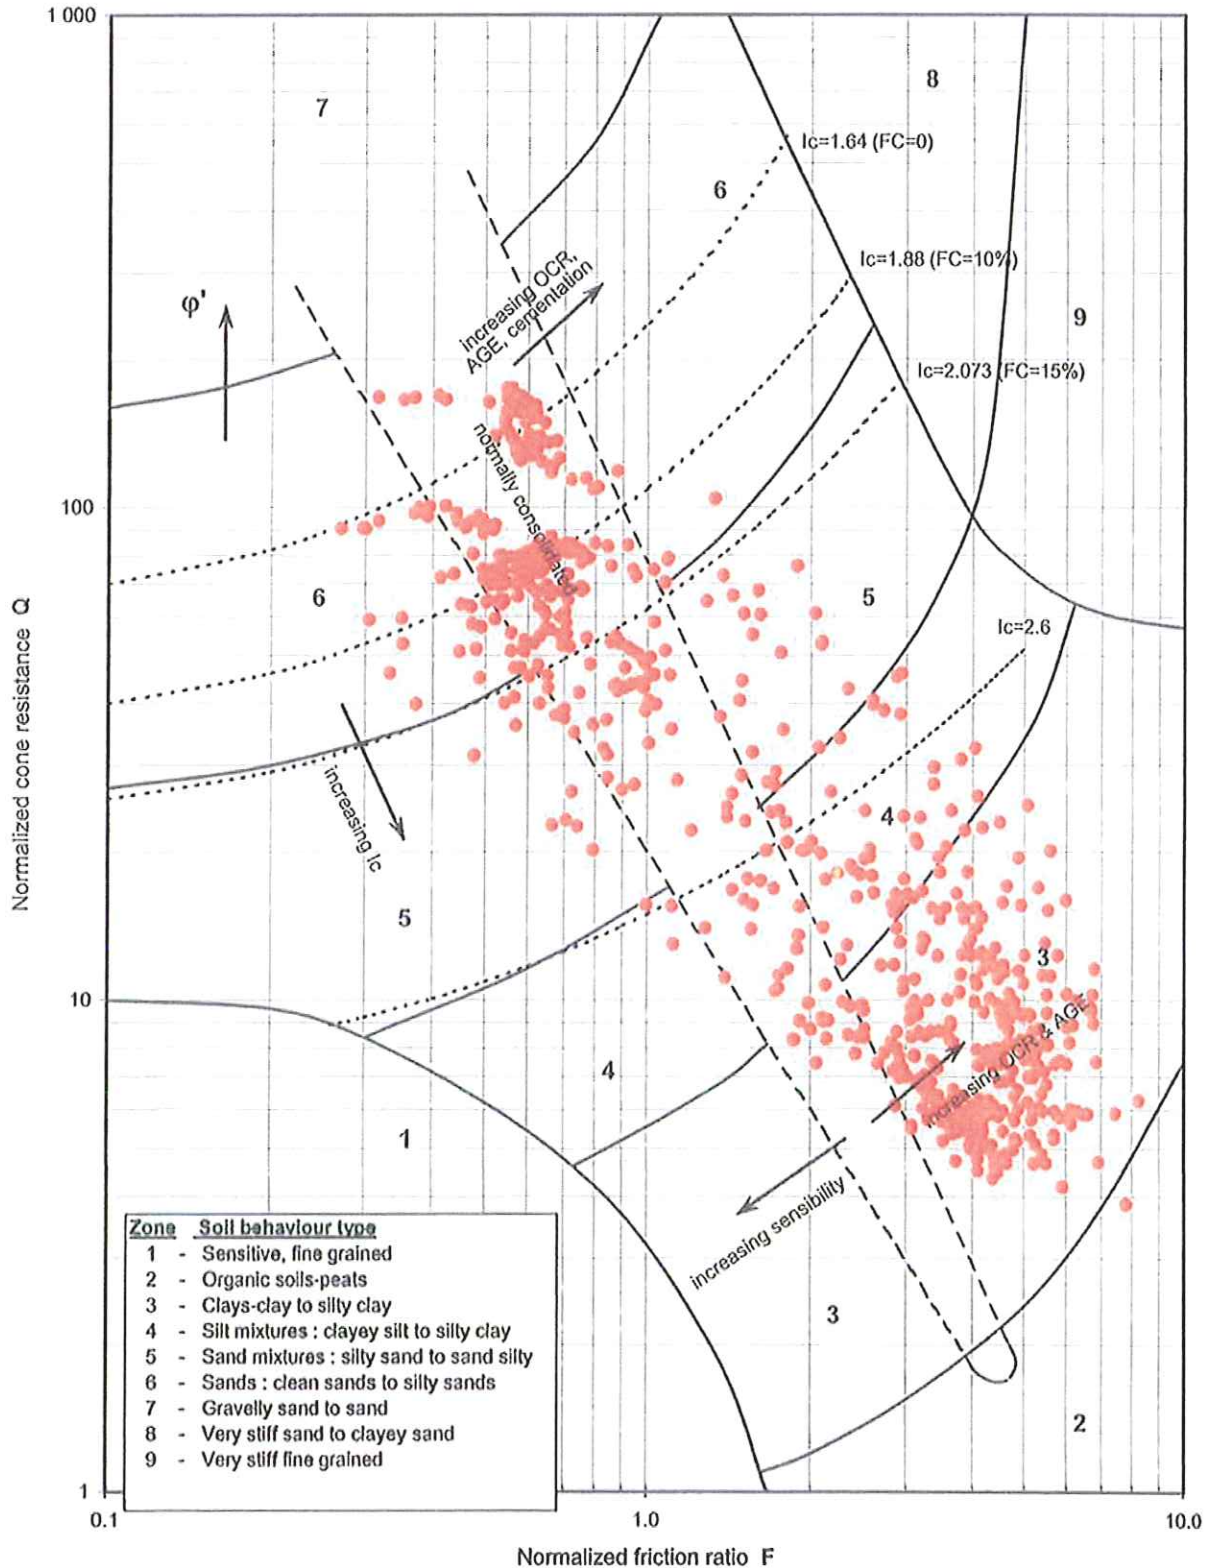 1 000
7
8
Ic=1.64 (FC=0)
6
increasing OCR,
AGE, cementation
Ic=1.88 (FC=10%)
φ'
9
Ic=2.073 (FC=15%)
normally consolidated
100
6
5
Ic=2.6
Normalized cone resistance Q
increasing Ic
4
5
3
10
increasing OCR & AGE
4
1
increasing sensibility
Zone Soil behaviour type
1 - Sensitive, fine grained
2 - Organic soils-peats
3 - Clays-clay to silty clay
4 - Silt mixtures : clayey silt to silty clay
5 - Sand mixtures : silty sand to sand silty
6 - Sands : clean sands to silty sands
7 - Gravelly sand to sand
8 - Very stiff sand to clayey sand
9 - Very stiff fine grained
3
2
1
0.1
1.0
10.0
Normalized friction ratio F